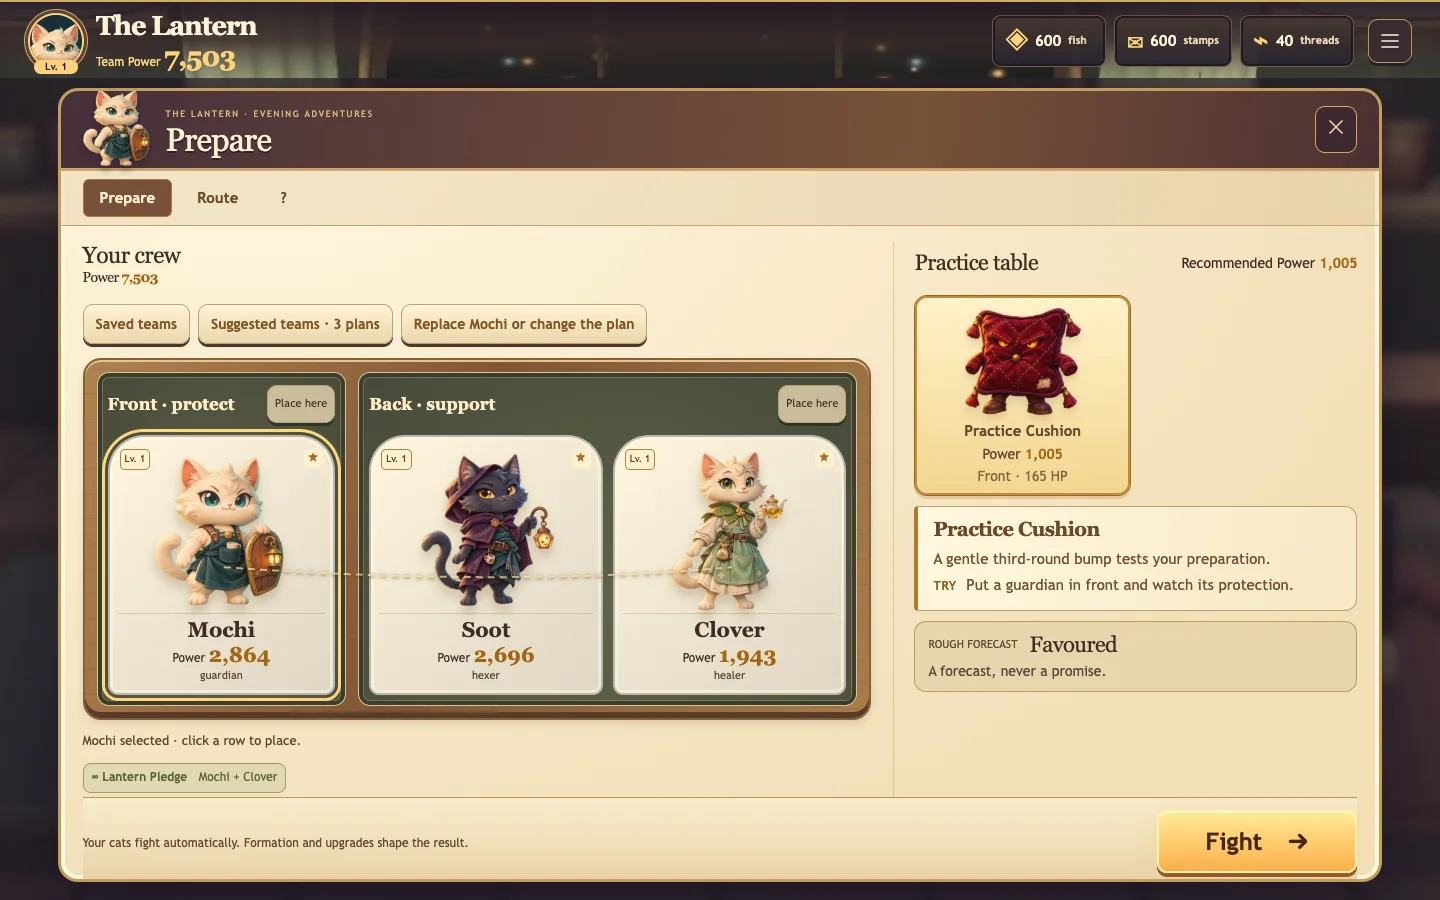 The Lantern
Team Power 7,503
Lv. 1
600 fish
600 stamps
40 threads
THE LANTERN · EVENING ADVENTURES
Prepare
Prepare
Route
?
Your crew
Power 7,503
Saved teams
Suggested teams · 3 plans
Replace Mochi or change the plan
Front · protect
Place here
Back · support
Place here
Lv. 1
Mochi
Power 2,864
guardian
Lv. 1
Soot
Power 2,696
hexer
Lv. 1
Clover
Power 1,943
healer
Mochi selected · click a row to place.
∞ Lantern Pledge Mochi + Clover
Practice table
Recommended Power 1,005
Practice Cushion
Power 1,005
Front · 165 HP
Practice Cushion
A gentle third-round bump tests your preparation.
TRY Put a guardian in front and watch its protection.
ROUGH FORECAST Favoured
A forecast, never a promise.
Your cats fight automatically. Formation and upgrades shape the result.
Fight →